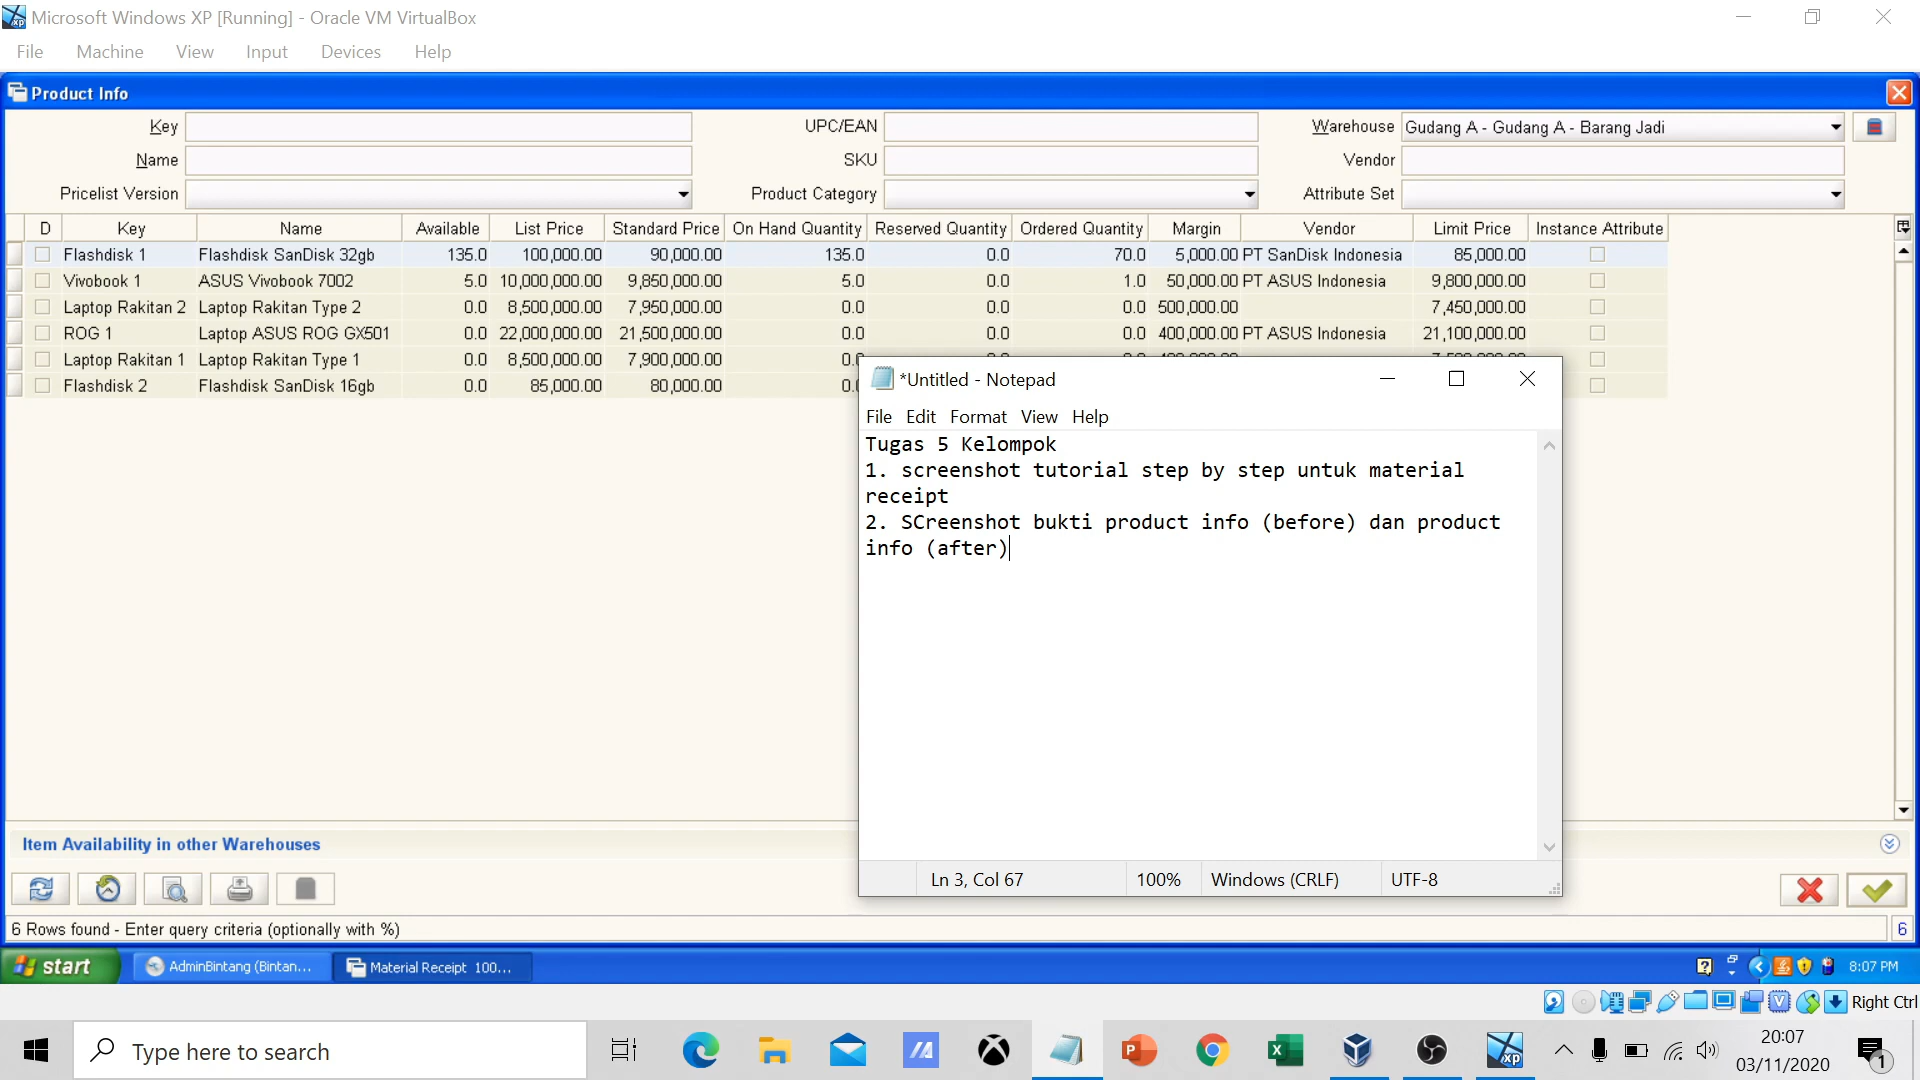 Microsoft Windows XP [Running] - Oracle VM VirtualBox
File Machine View Input Devices Help
Product Info
Key UPC/EAN Warehouse Gudang A - Gudang A - Barang Jadi
Name SKU Vendor
Pricelist Version Product Category Attribute Set
D Key Name Available List Price Standard Price On Hand Quantity Reserved Quantity Ordered Quantity Margin Vendor Limit Price Instance Attribute
Flashdisk 1 Flashdisk SanDisk 32gb 135.0 100,000.00 90,000.00 135.0 0.0 70.0 5,000.00 PT SanDisk Indonesia 85,000.00
Vivobook 1 ASUS Vivobook 7002 5.0 10,000,000.00 9,850,000.00 5.0 0.0 1.0 50,000.00 PT ASUS Indonesia 9,800,000.00
Laptop Rakitan 2 Laptop Rakitan Type 2 0.0 8,500,000.00 7,950,000.00 0.0 0.0 0.0 500,000.00 7,450,000.00
ROG 1 Laptop ASUS ROG GX501 0.0 22,000,000.00 21,500,000.00 0.0 0.0 0.0 400,000.00 PT ASUS Indonesia 21,100,000.00
Laptop Rakitan 1 Laptop Rakitan Type 1 0.0 8,500,000.00 7,900,000.00
Flashdisk 2 Flashdisk SanDisk 16gb 0.0 85,000.00 80,000.00
*Untitled - Notepad
File Edit Format View Help
Tugas 5 Kelompok
1. screenshot tutorial step by step untuk material
receipt
2. SCreenshot bukti product info (before) dan product
info (after)
Ln 3, Col 67 100% Windows (CRLF) UTF-8
Item Availability in other Warehouses
6 Rows found - Enter query criteria (optionally with %) 6
start AdminBintang (Bintan... Material Receipt 100... 8:07 PM
Right Ctrl
Type here to search
20:07
03/11/2020
1